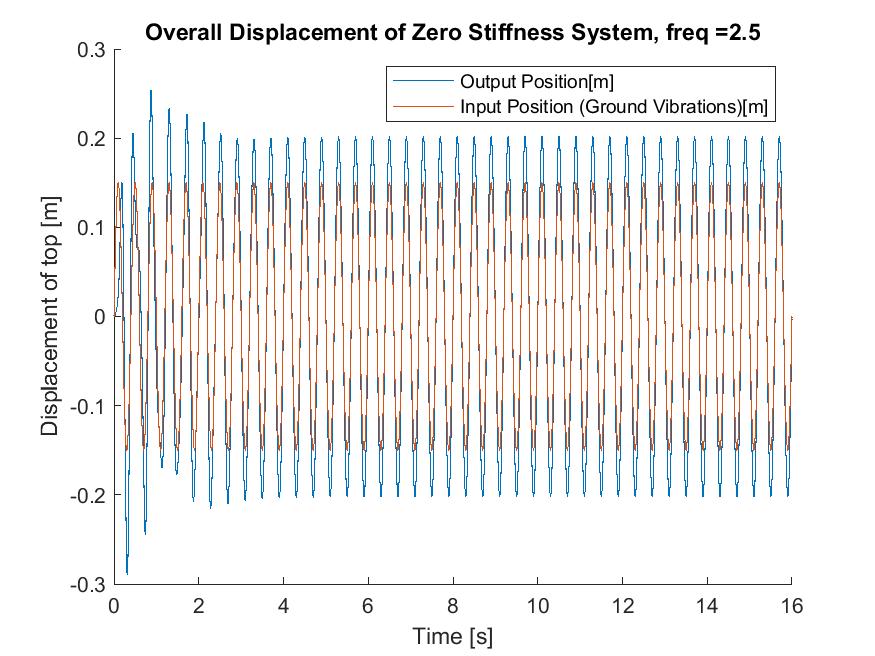 Overall Displacement of Zero Stiffness System, freq =2.5
Output Position[m]
Input Position (Ground Vibrations)[m]
Displacement of top [m]
0.3
0.2
0.1
0
-0.1
-0.2
-0.3
0 2 4 6 8 10 12 14 16
Time [s]